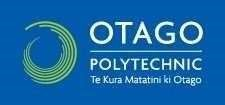 OTAGO
POLYTECHNIC
Te Kura Matatini ki Otago